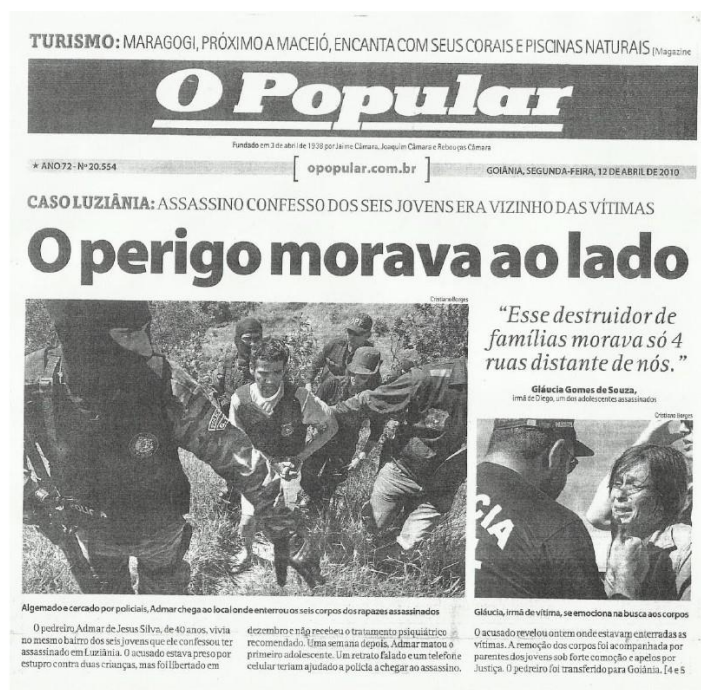 TURISMO: MARAGOGI, PRÓXIMO A MACEIÓ, ENCANTA COM SEUS CORAIS E PISCINAS NATURAIS [Magazine
O Popular
Fundado em 3 de abril de 1938 por Jaime Câmara, Joaquim Câmara e Rebouças Câmara
★ ANO 72 - Nº 20.554
[ opopular.com.br ]
GOIÂNIA, SEGUNDA-FEIRA, 12 DE ABRIL DE 2010
CASO LUZIÂNIA: ASSASSINO CONFESSO DOS SEIS JOVENS ERA VIZINHO DAS VÍTIMAS
O perigo morava ao lado
Cristiano Borges
"Esse destruidor de
famílias morava só 4
ruas distante de nós."
Gláucia Gomes de Souza,
irmã de Diego, um dos adolescentes assassinados
Cristiano Borges
CIA
Algemado e cercado por policiais, Admar chega ao local onde enterrou os seis corpos dos rapazes assassinados
Gláucia, irmã de vítima, se emociona na busca aos corpos
O pedreiro Admar de Jesus Silva, de 40 anos, vivia
no mesmo bairro dos seis jovens que ele confessou ter
assassinado em Luziânia. O acusado estava preso por
estupro contra duas crianças, mas foi libertado em
dezembro e não recebeu o tratamento psiquiátrico
recomendado. Uma semana depois, Admar matou o
primeiro adolescente. Um retrato falado e um telefone
celular teriam ajudado a polícia a chegar ao assassino.
O acusado revelou ontem onde estavam enterradas as
vítimas. A remoção dos corpos foi acompanhada por
parentes dos jovens sob forte comoção e apelos por
Justiça. O pedreiro foi transferido para Goiânia. [4 e 5